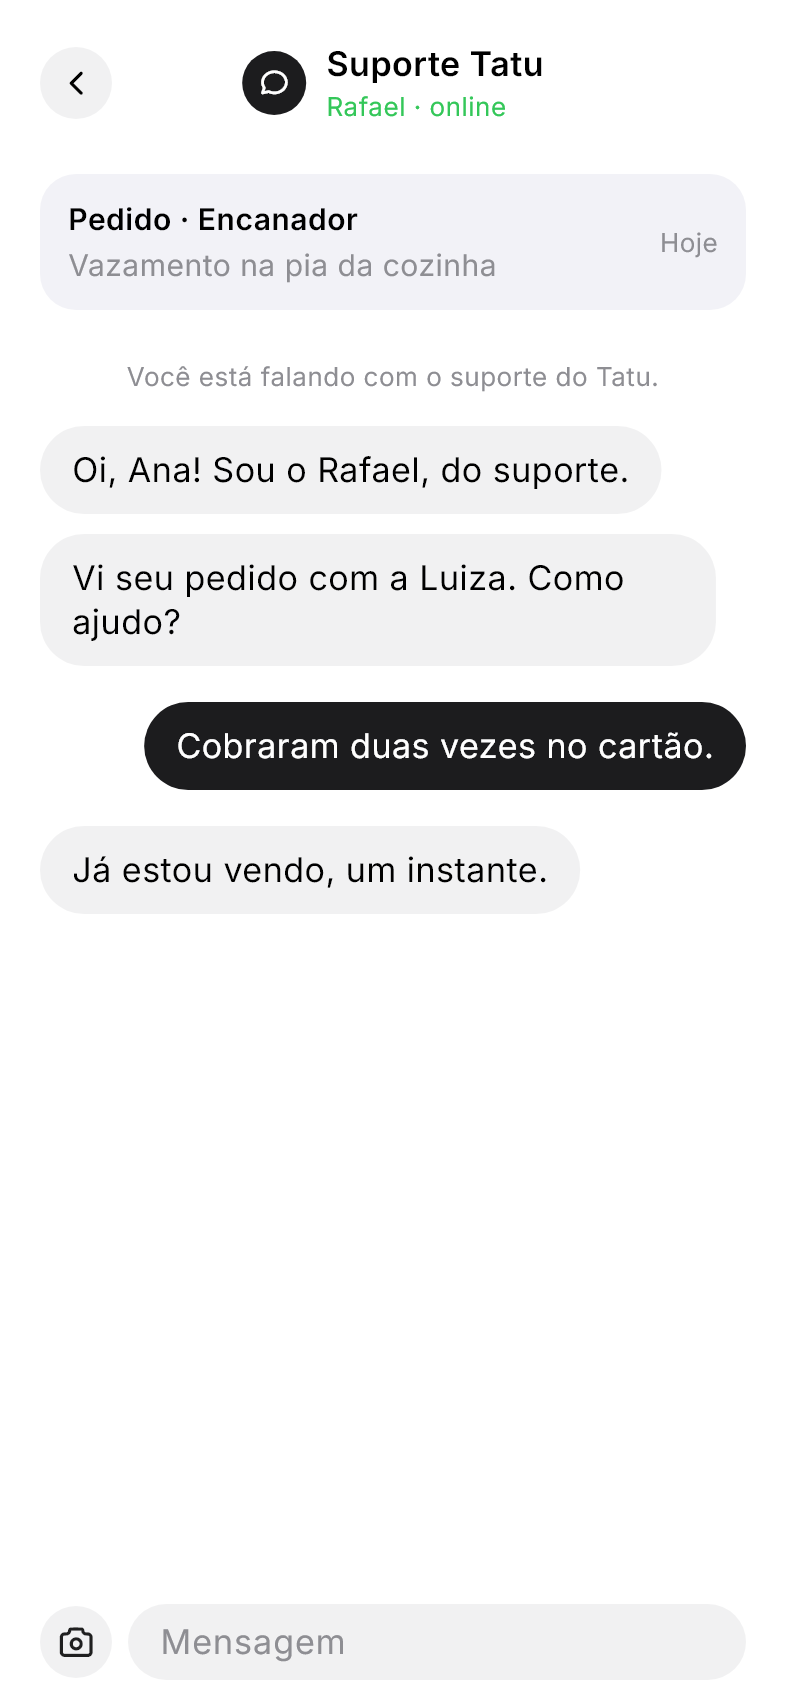 Suporte Tatu
Rafael · online
Pedido · Encanador
Vazamento na pia da cozinha
Hoje
Você está falando com o suporte do Tatu.
Oi, Ana! Sou o Rafael, do suporte.
Vi seu pedido com a Luiza. Como
ajudo?
Cobraram duas vezes no cartão.
Já estou vendo, um instante.
Mensagem